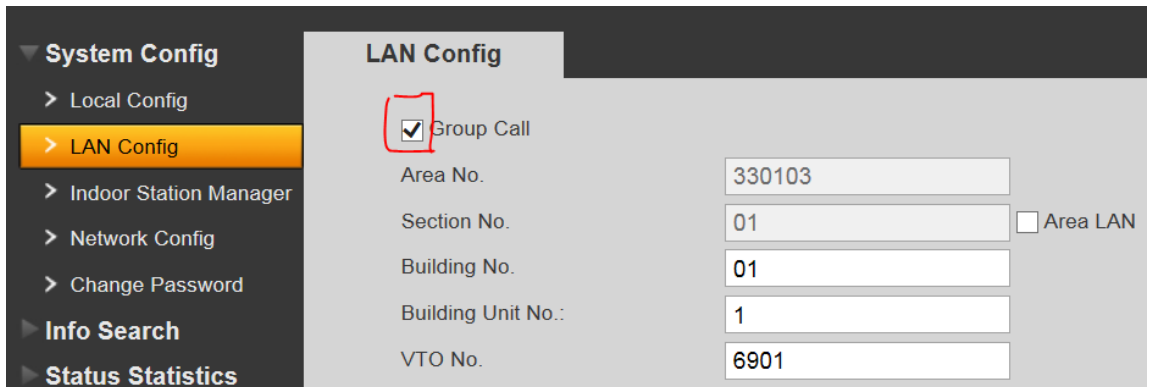 System Config
LAN Config
Local Config
LAN Config
Indoor Station Manager
Network Config
Change Password
Info Search
Status Statistics
Group Call
Area No. 330103
Section No. 01 Area LAN
Building No. 01
Building Unit No.: 1
VTO No. 6901